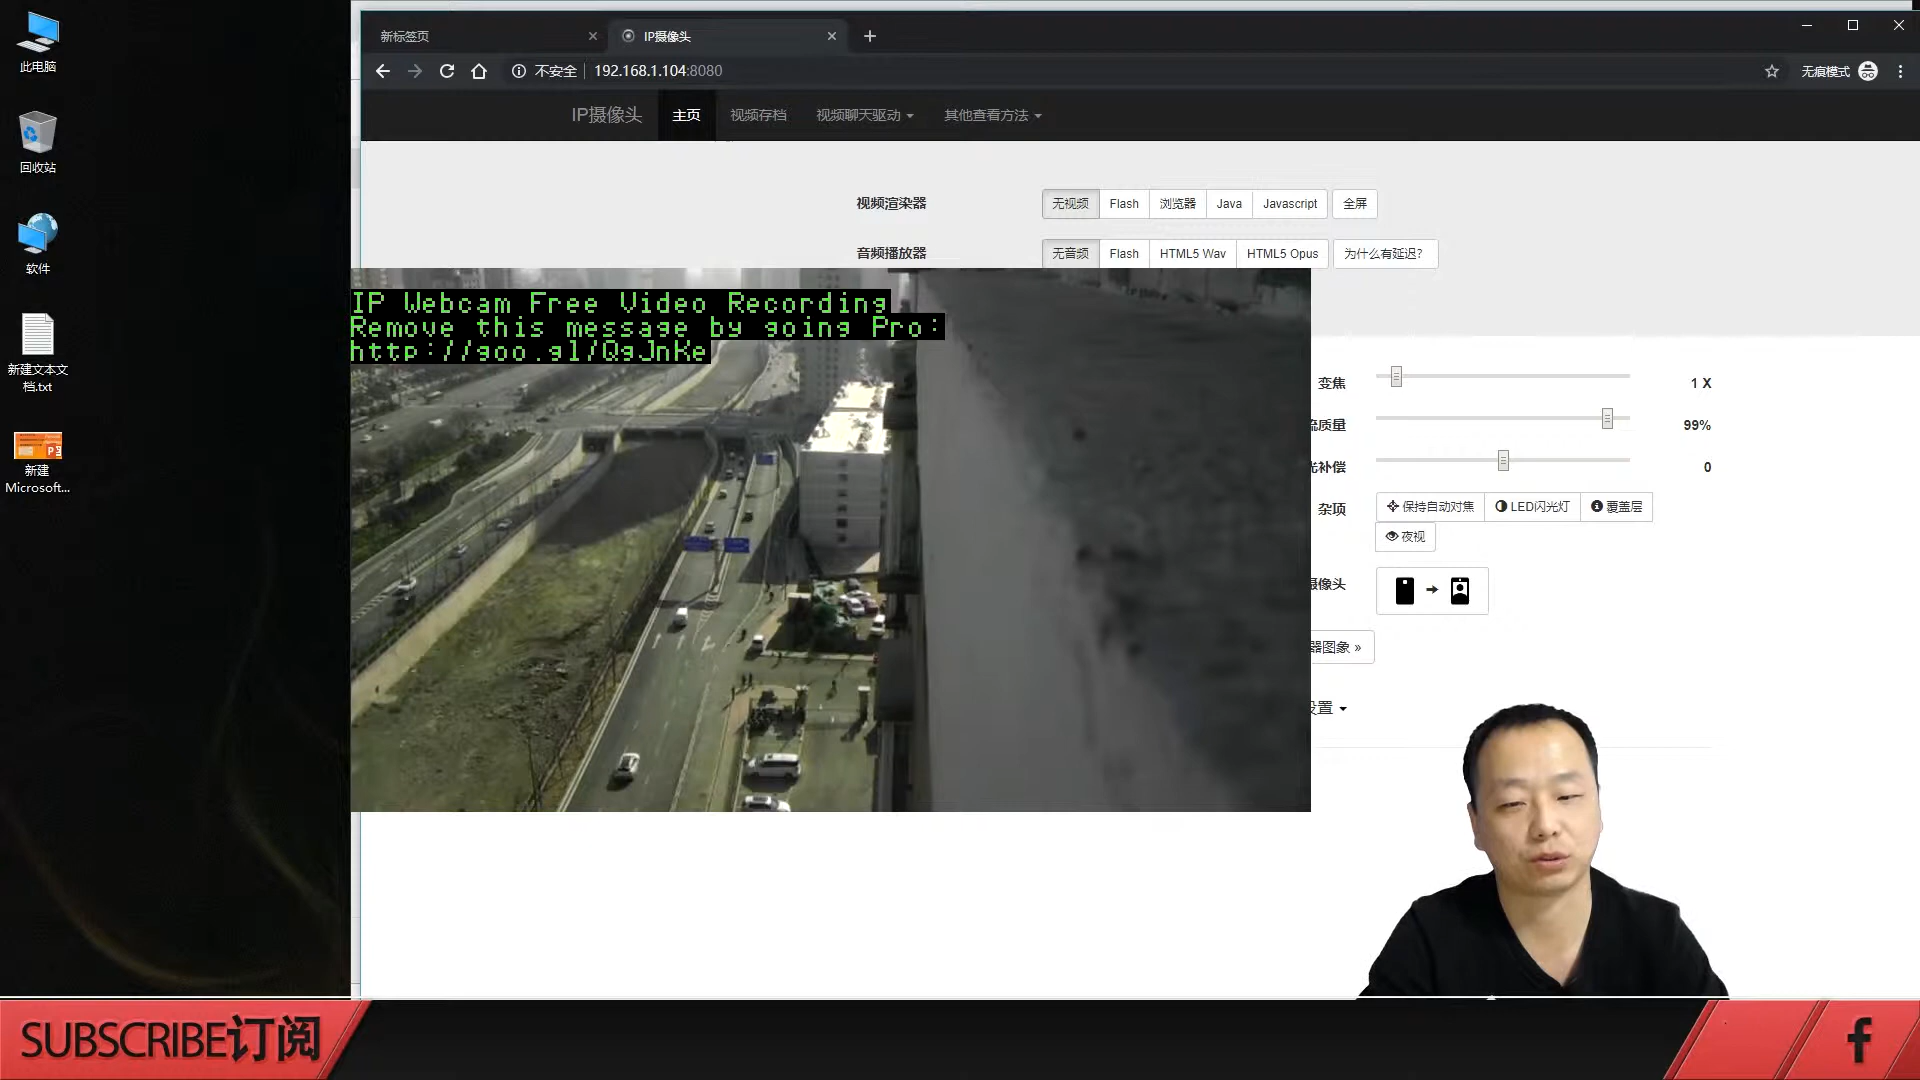 此电脑
回收站
软件
新建文本文
档.txt
新建
Microsoft...
新标签页
IP摄像头
不安全
192.168.1.104:8080
无痕模式
IP摄像头
主页
视频存档
视频聊天驱动
其他查看方法
视频渲染器
无视频
Flash
浏览器
Java
Javascript
全屏
音频播放器
无音频
Flash
HTML5 Wav
HTML5 Opus
为什么有延迟?
IP Webcam Free Video Recording
Remove this message by going Pro:
http://goo.gl/QgJnKe
变焦
1 X
流质量
99%
光补偿
0
杂项
保持自动对焦
LED闪光灯
覆盖层
夜视
摄像头
器图象 »
设置
SUBSCRIBE订阅